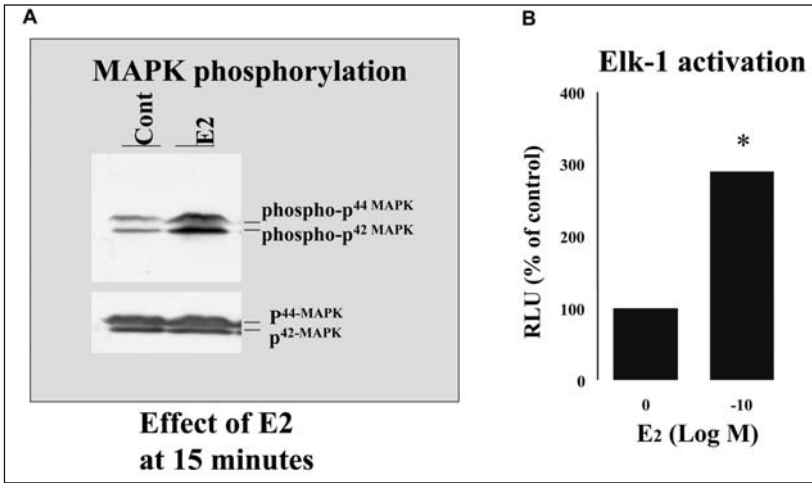 A
MAPK phosphorylation
Cont
E2
phospho-p44 MAPK
phospho-p42 MAPK
p44-MAPK
p42-MAPK
Effect of E2
at 15 minutes
B
Elk-1 activation
RLU (% of control)
400
300
200
100
0
*
0
-10
E2 (Log M)